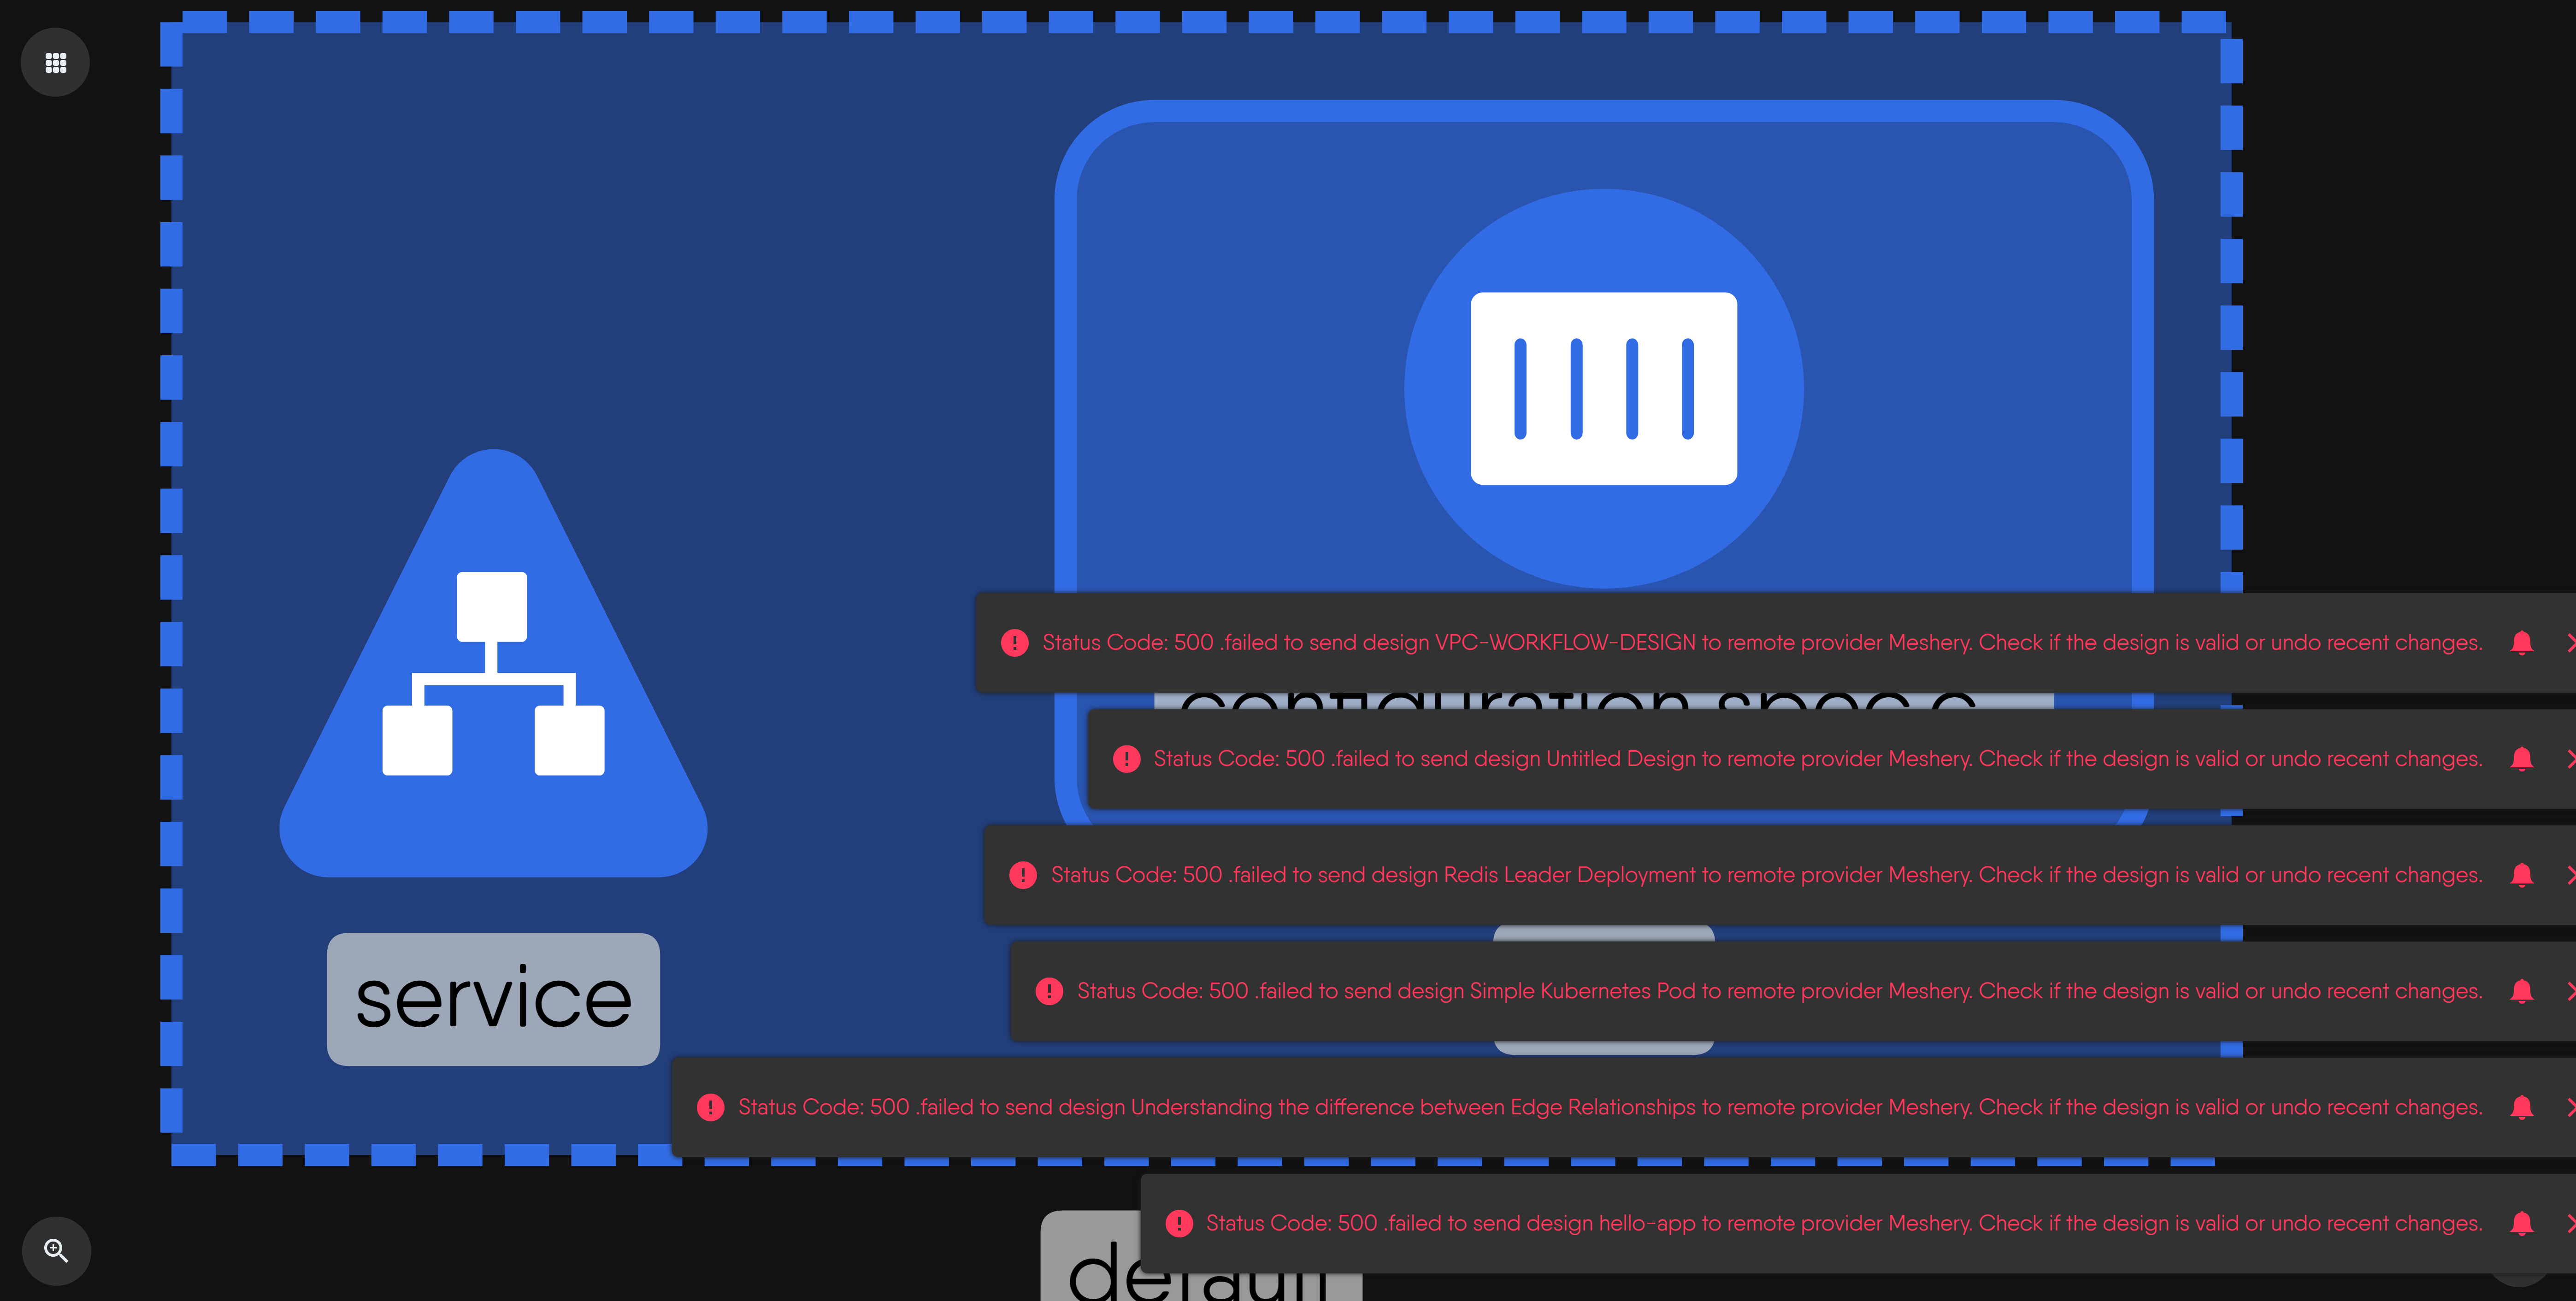 Status Code: 500 .failed to send design VPC-WORKFLOW-DESIGN to remote provider Meshery. Check if the design is valid or undo recent changes.
configuration spec c
Status Code: 500 .failed to send design Untitled Design to remote provider Meshery. Check if the design is valid or undo recent changes.
Status Code: 500 .failed to send design Redis Leader Deployment to remote provider Meshery. Check if the design is valid or undo recent changes.
Status Code: 500 .failed to send design Simple Kubernetes Pod to remote provider Meshery. Check if the design is valid or undo recent changes.
service
Status Code: 500 .failed to send design Understanding the difference between Edge Relationships to remote provider Meshery. Check if the design is valid or undo recent changes.
Status Code: 500 .failed to send design hello-app to remote provider Meshery. Check if the design is valid or undo recent changes.
default